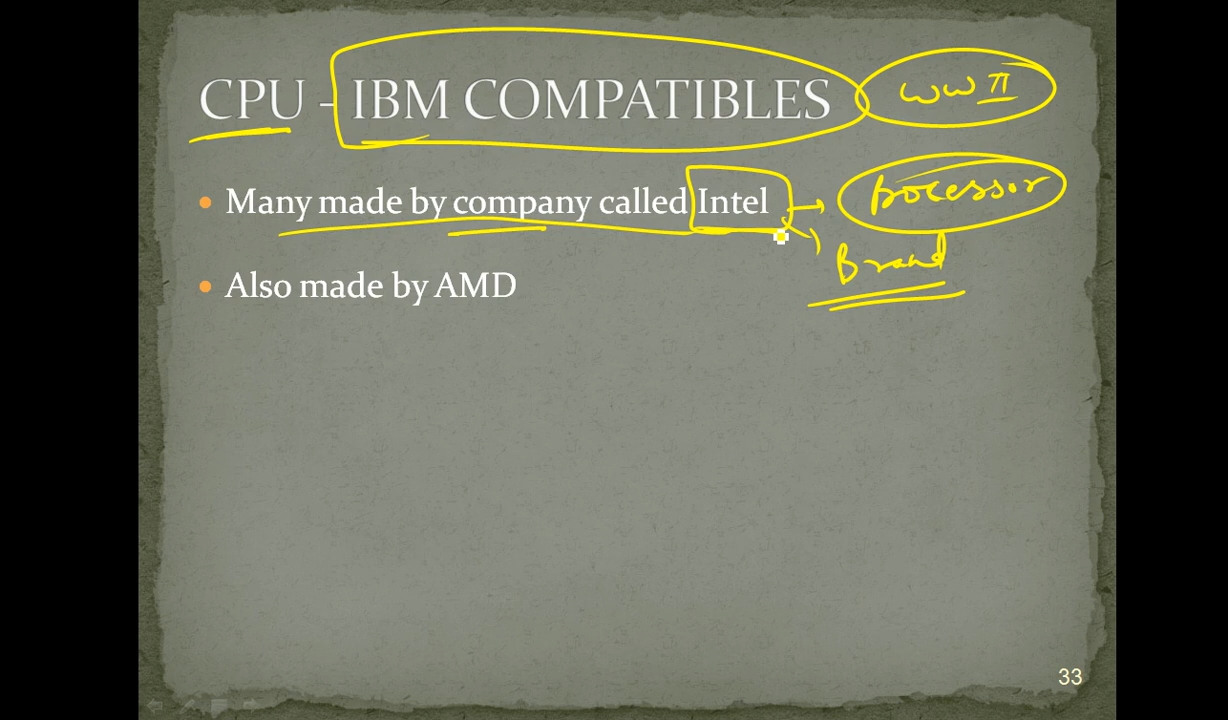 CPU - IBM COMPATIBLES WW II
• Many made by company called Intel → Processor
Brand
• Also made by AMD
33